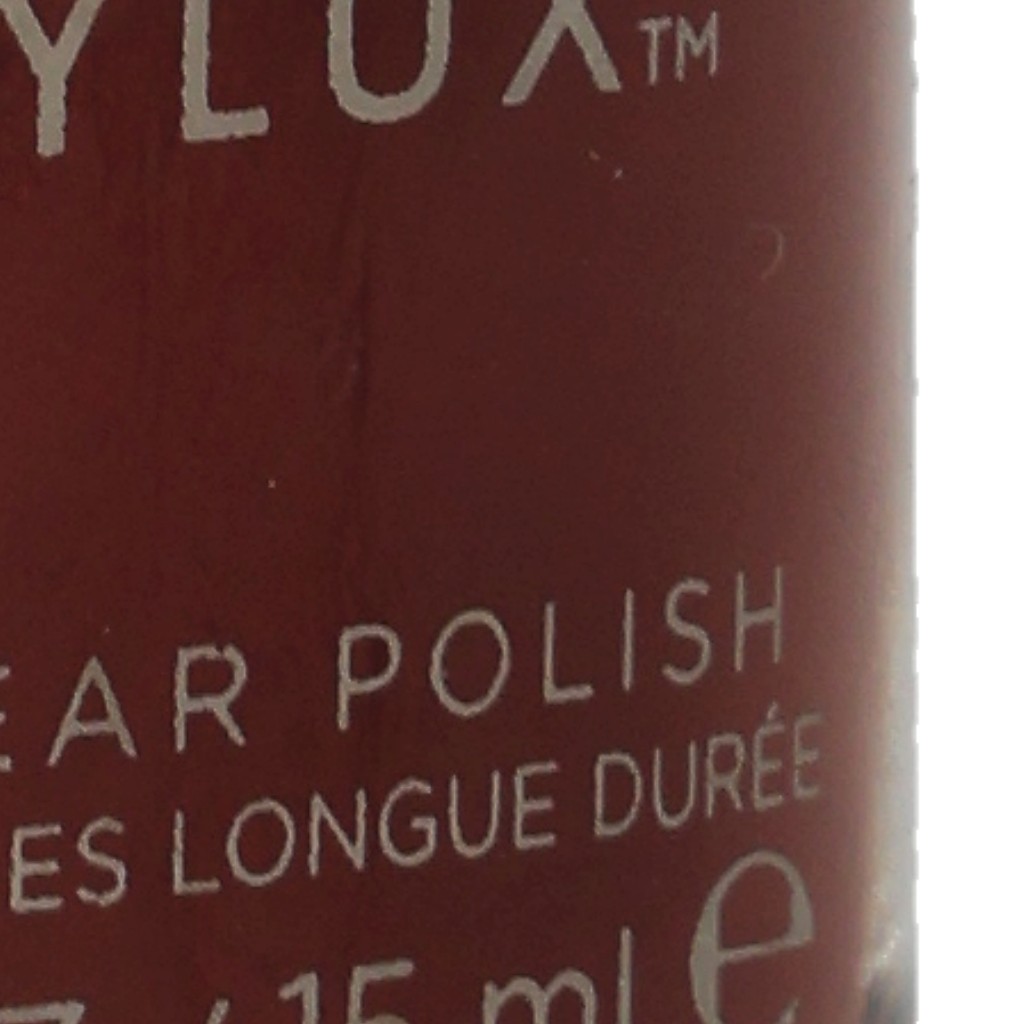 YLUX™
EAR POLISH
ES LONGUE DURÉE
/ 15 ml e